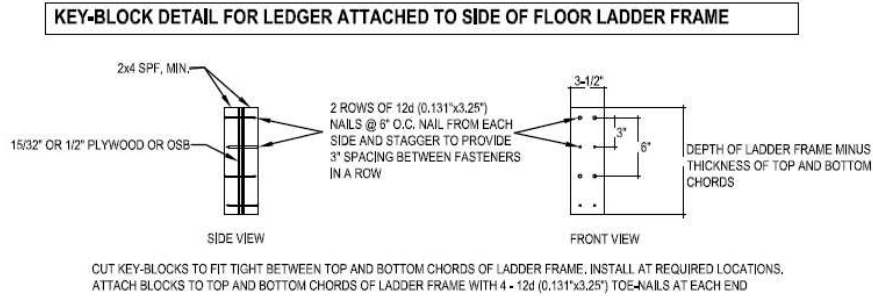 KEY-BLOCK DETAIL FOR LEDGER ATTACHED TO SIDE OF FLOOR LADDER FRAME
2x4 SPF, MIN.
15/32" OR 1/2" PLYWOOD OR OSB
2 ROWS OF 12d (0.131"x3.25")
NAILS @ 6" O.C. NAIL FROM EACH
SIDE AND STAGGER TO PROVIDE
3" SPACING BETWEEN FASTENERS
IN A ROW
3-1/2"
3"
6"
DEPTH OF LADDER FRAME MINUS
THICKNESS OF TOP AND BOTTOM
CHORDS
SIDE VIEW
FRONT VIEW
CUT KEY-BLOCKS TO FIT TIGHT BETWEEN TOP AND BOTTOM CHORDS OF LADDER FRAME. INSTALL AT REQUIRED LOCATIONS.
ATTACH BLOCKS TO TOP AND BOTTOM CHORDS OF LADDER FRAME WITH 4 - 12d (0.131"x3.25") TOE-NAILS AT EACH END